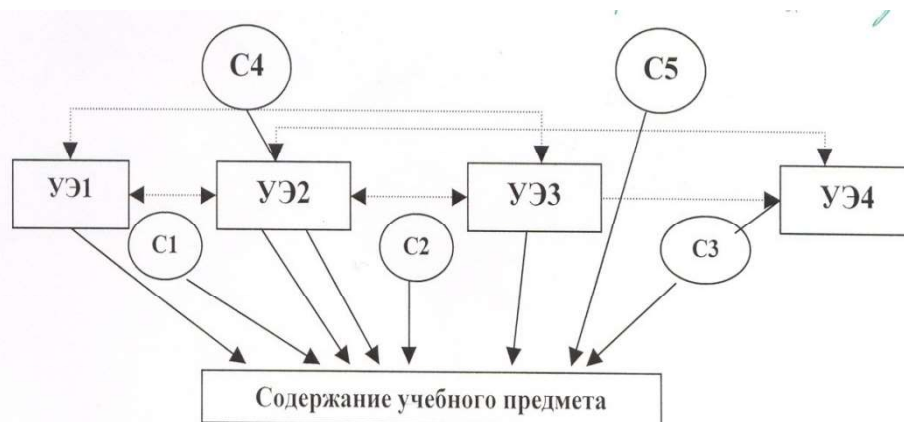 С4
С5
УЭ1
УЭ2
УЭ3
УЭ4
С1
С2
С3
Содержание учебного предмета